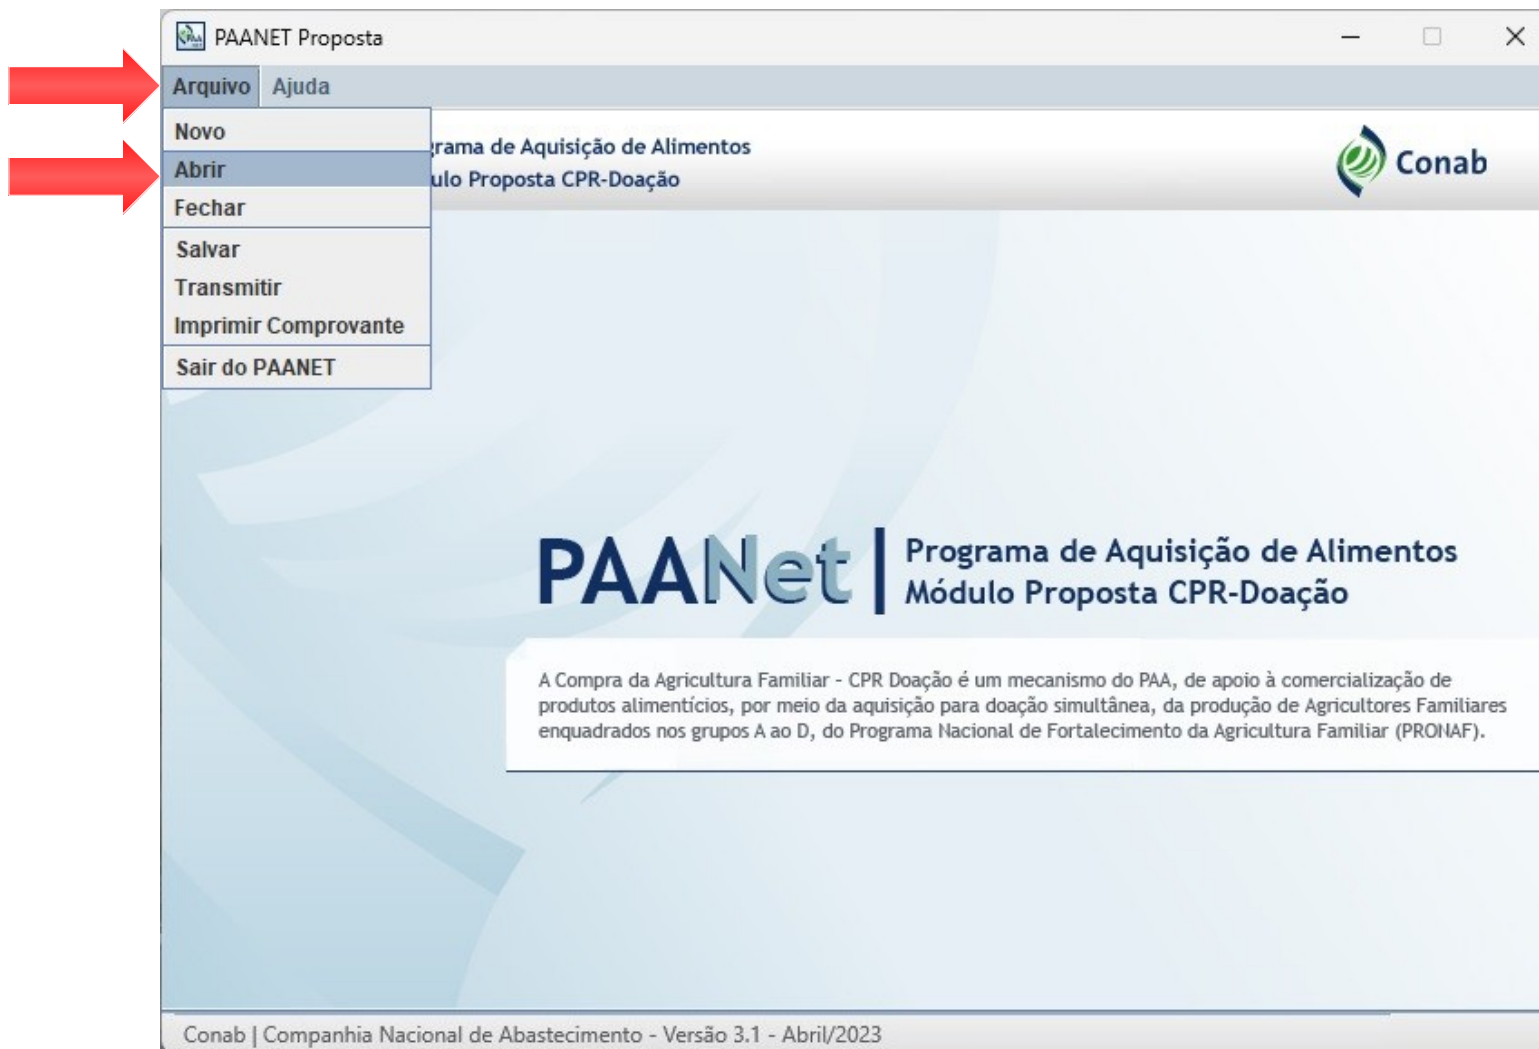 PAANET Proposta
Arquivo Ajuda
Novo
Abrir
Fechar
Salvar
Transmitir
Imprimir Comprovante
Sair do PAANET
grama de Aquisição de Alimentos
ulo Proposta CPR-Doação
Conab
PAANet
Programa de Aquisição de Alimentos
Módulo Proposta CPR-Doação
A Compra da Agricultura Familiar - CPR Doação é um mecanismo do PAA, de apoio à comercialização de
produtos alimentícios, por meio da aquisição para doação simultânea, da produção de Agricultores Familiares
enquadrados nos grupos A ao D, do Programa Nacional de Fortalecimento da Agricultura Familiar (PRONAF).
Conab | Companhia Nacional de Abastecimento - Versão 3.1 - Abril/2023